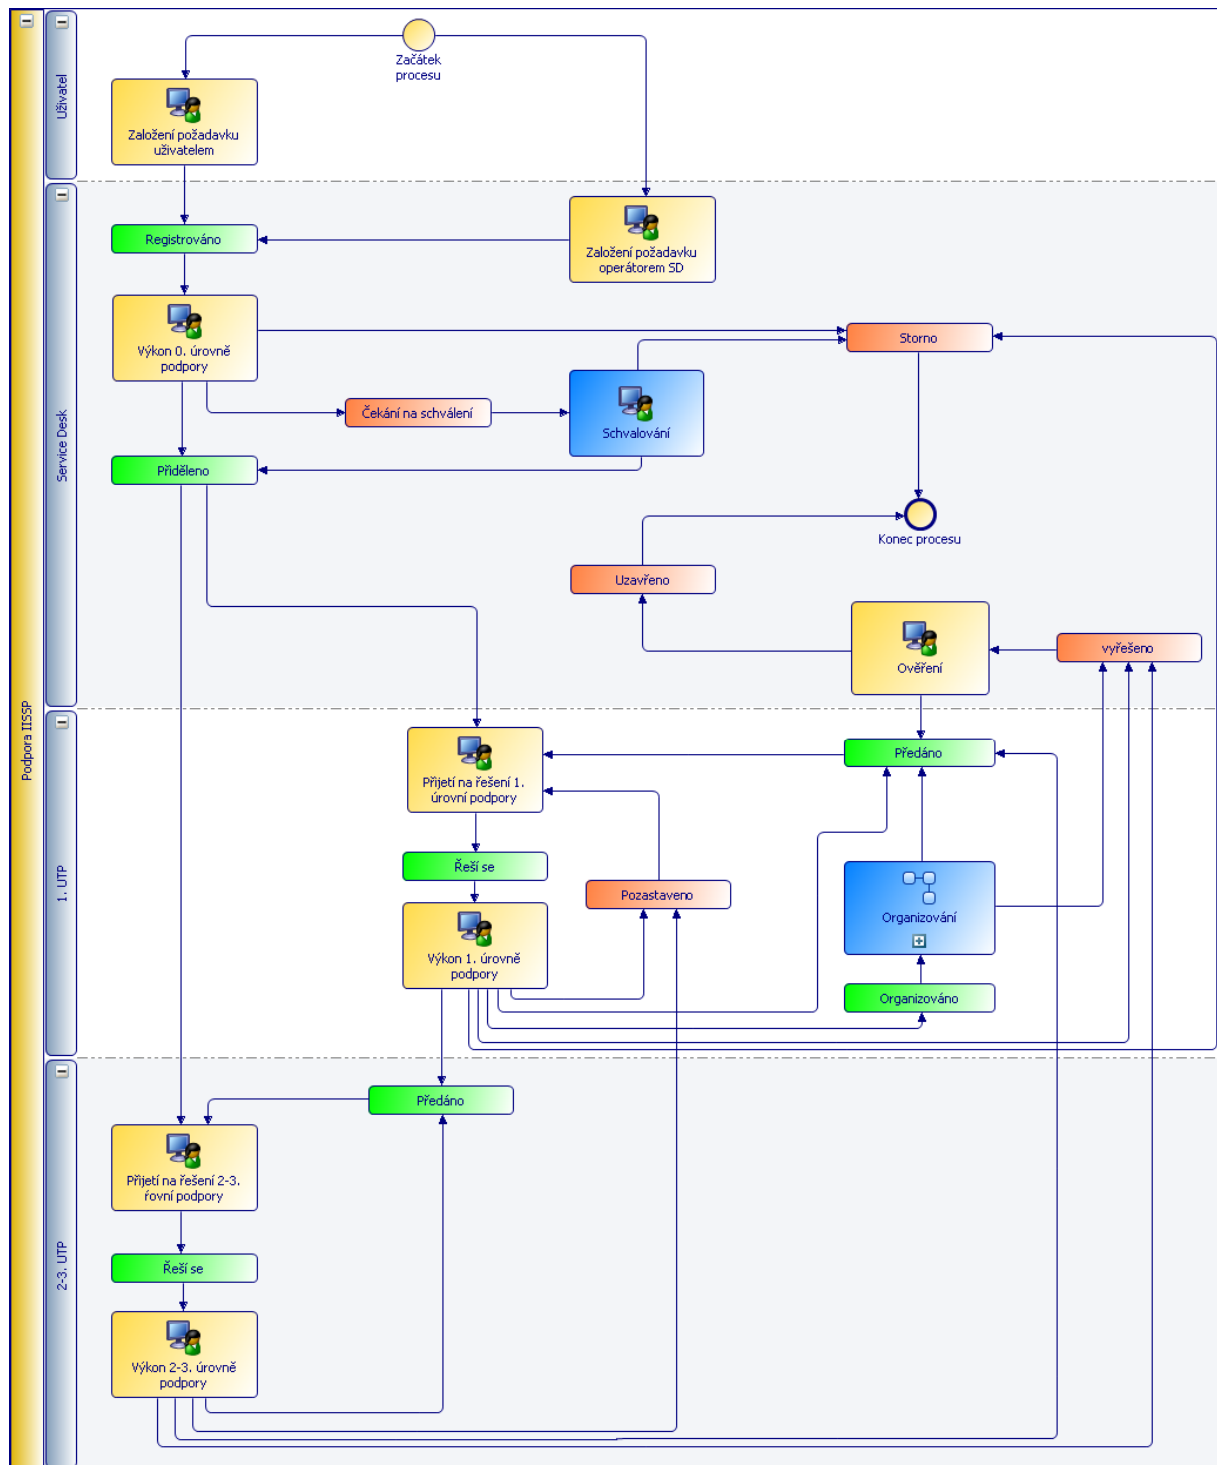 Podpora IISSP
Uživatel
Začátek
procesu
Založení požadavku
uživatelem
Service Desk
Registrováno
Založení požadavku
operátorem SD
Výkon 0. úrovně
podpory
Storno
Čekání na schválení
Schvalování
Přiděleno
Konec procesu
Uzavřeno
Ověření
vyřešeno
1. UTP
Přijetí na řešení 1.
úrovní podpory
Předáno
Řeší se
Pozastaveno
Organizování
Výkon 1. úrovně
podpory
Organizováno
2-3. UTP
Předáno
Přijetí na řešení 2-3.
řovní podpory
Řeší se
Výkon 2-3. úrovně
podpory